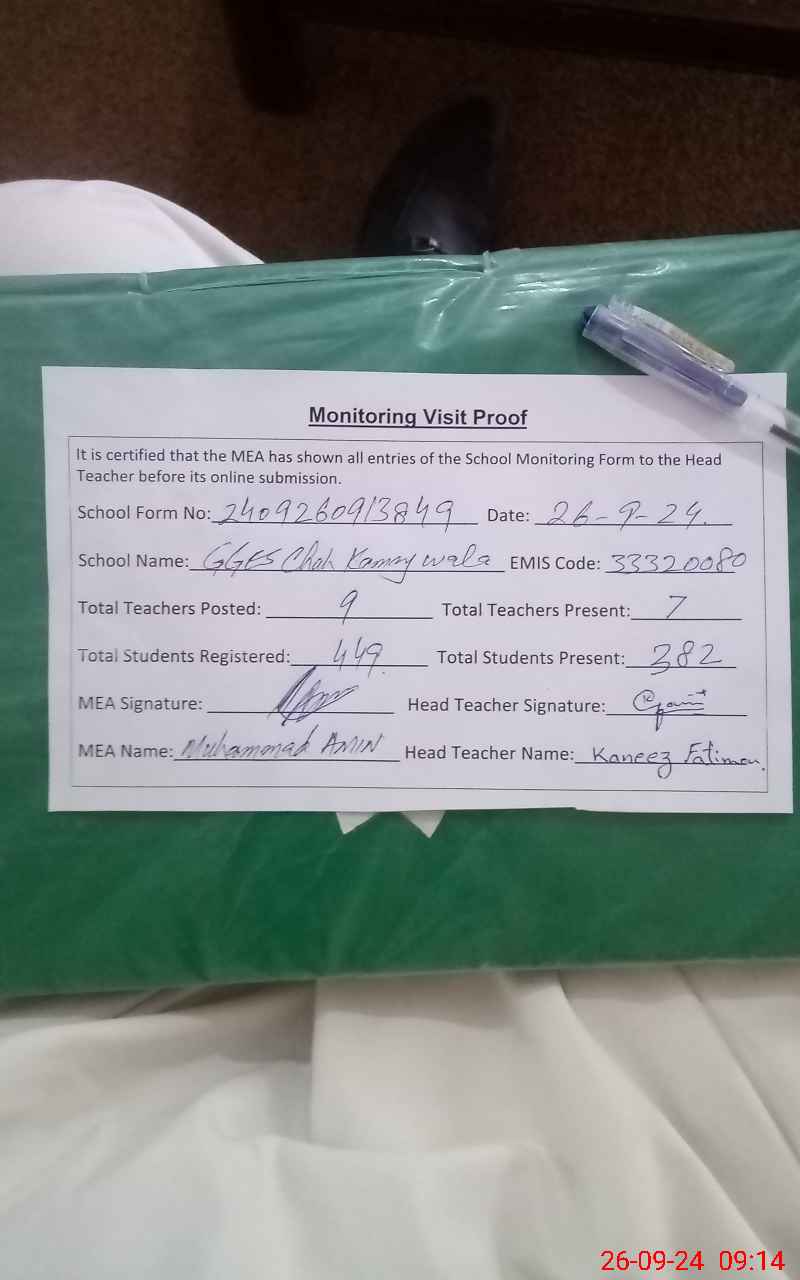 Monitoring Visit Proof
It is certified that the MEA has shown all entries of the School Monitoring Form to the Head
Teacher before its online submission.
School Form No: 2409260913849 Date: 26-9-24.
School Name: GGES Chah Kamay wala EMIS Code: 33320080
Total Teachers Posted: 9 Total Teachers Present: 7
Total Students Registered: 449 Total Students Present: 382
MEA Signature: Head Teacher Signature:
MEA Name: Muhammad AMIN Head Teacher Name: Kaneez Fatima.
26-09-24 09:14